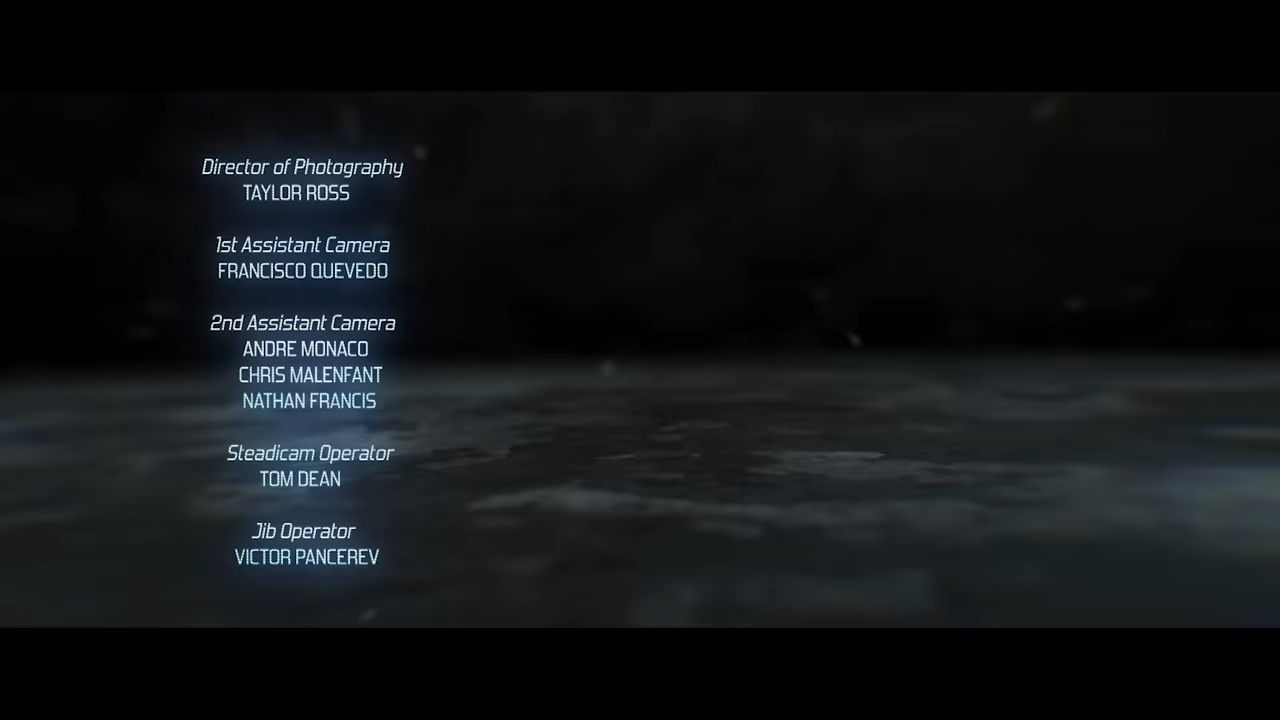 Director of Photography
TAYLOR ROSS
1st Assistant Camera
FRANCISCO QUEVEDO
2nd Assistant Camera
ANDRE MONACO
CHRIS MALENFANT
NATHAN FRANCIS
Steadicam Operator
TOM DEAN
Jib Operator
VICTOR PANCEREV